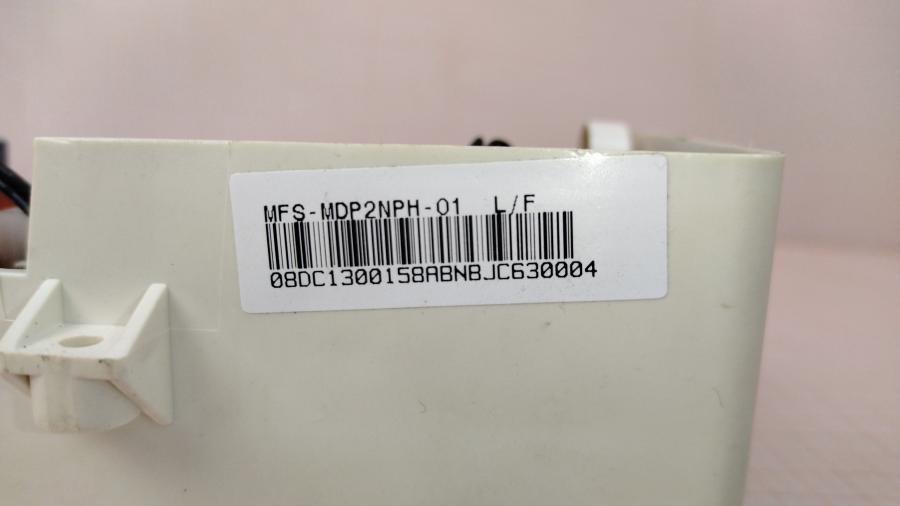 MFS-MDP2NPH-01 L/F
08DC1300158ABNBJC630004